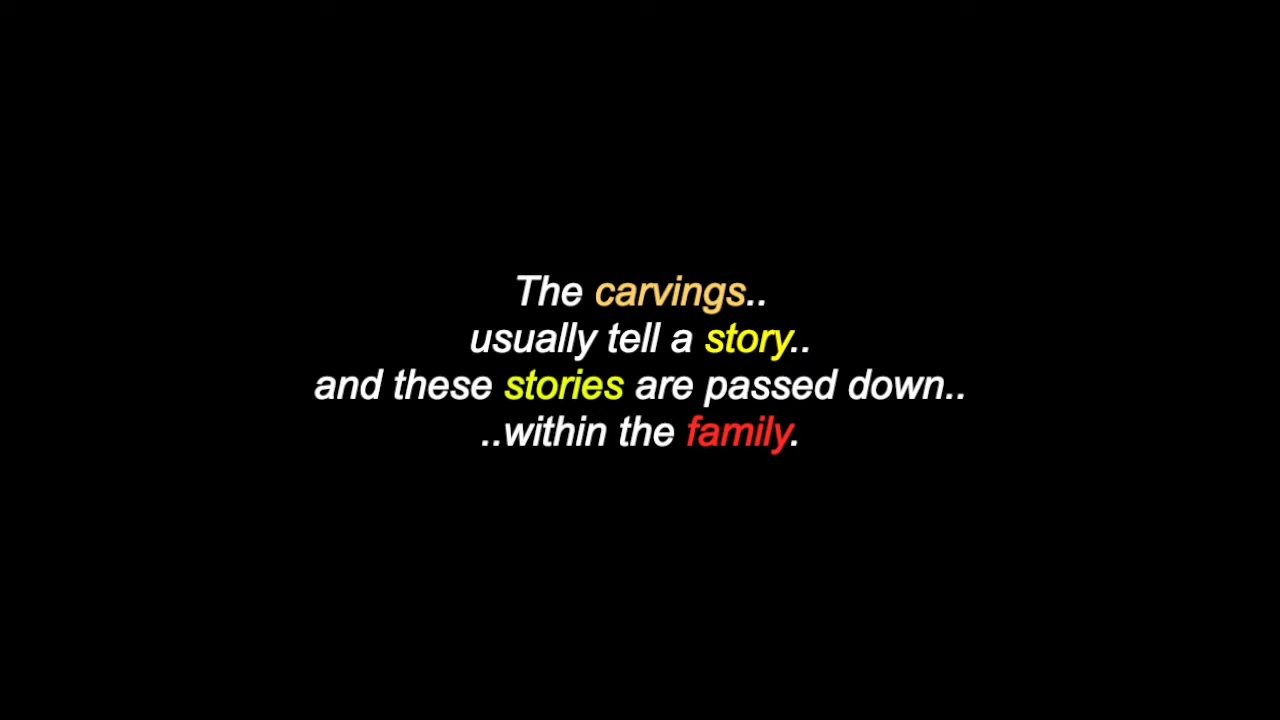 The carvings..
usually tell a story..
and these stories are passed down..
..within the family.